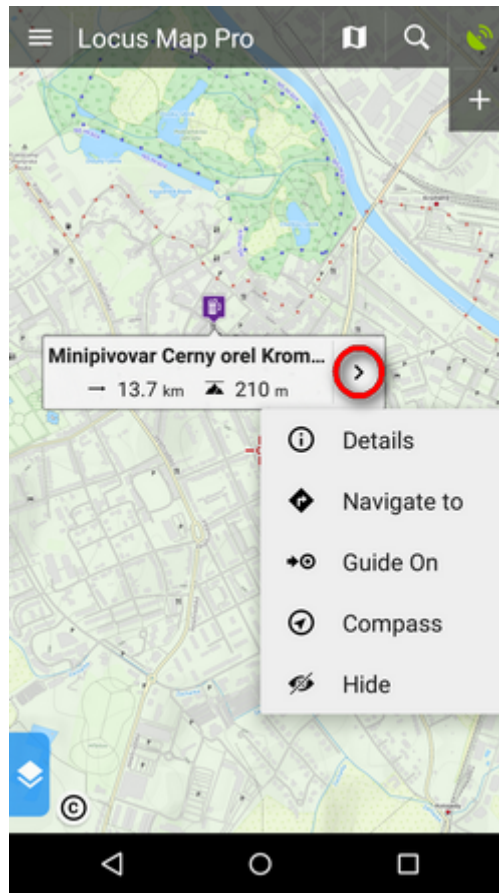 Locus Map Pro
Minipivovar Cerny orel Krom...
13.7 km 210 m
Details
Navigate to
Guide On
Compass
Hide
©